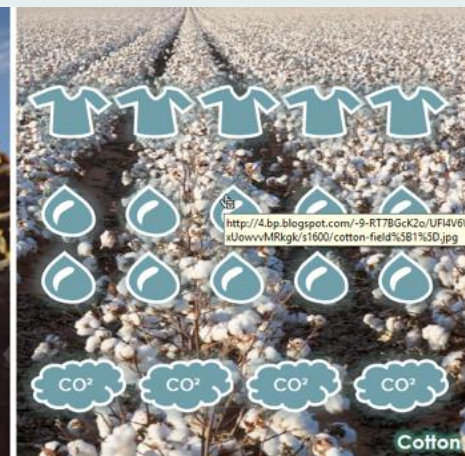 http://4.bp.blogspot.com/-9-RT7BGcK2o/UFI4V6
xUowvvMRkgk/s1600/cotton-field%5B1%5D.jpg
CO²
CO²
CO²
CO²
Cotton